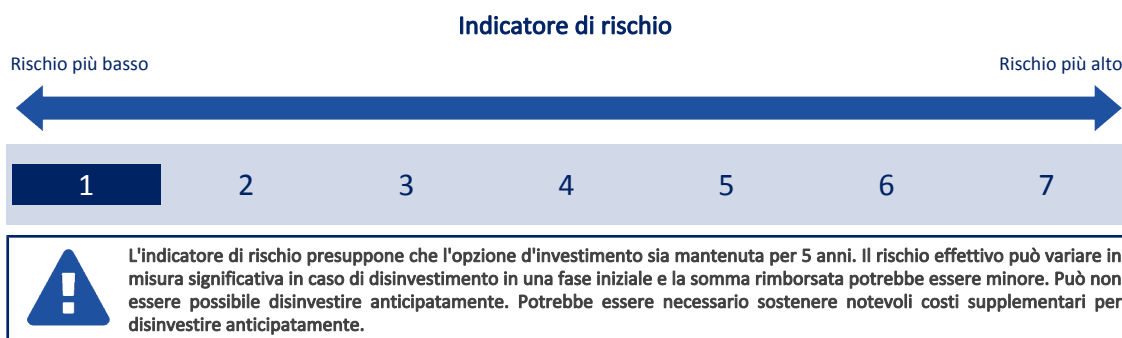 Indicatore di rischio
Rischio più basso
Rischio più alto
1 2 3 4 5 6 7
L'indicatore di rischio presuppone che l'opzione d'investimento sia mantenuta per 5 anni. Il rischio effettivo può variare in
misura significativa in caso di disinvestimento in una fase iniziale e la somma rimborsata potrebbe essere minore. Può non
essere possibile disinvestire anticipatamente. Potrebbe essere necessario sostenere notevoli costi supplementari per
disinvestire anticipatamente.